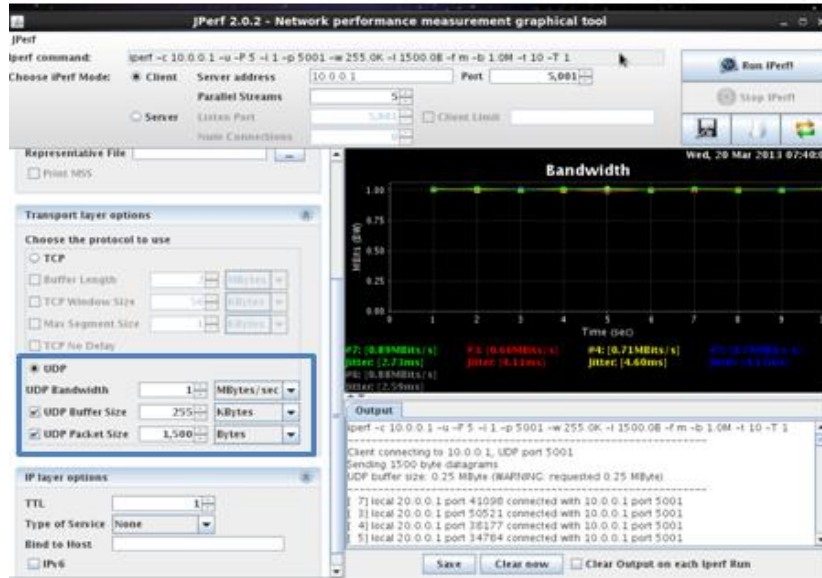 JPerf 2.0.2 - Network performance measurement graphical tool
JPerf
Iperf command: iperf -c 10.0.0.1 -u -P 5 -i 1 -p 5001 -w 255.0K -l 1500.0B -f m -b 1.0M -t 10 -T 1
Choose iPerf Mode: Client Server address 10.0.0.1 Port 5,001
Parallel Streams 5
Server Listen Port 5,001 Client Limit
Num Connections 0
Run IPerf!
Stop IPerf!
Representative File ...
Print MSS
Transport layer options
Choose the protocol to use
TCP
Buffer Length 2 MBytes
TCP Window Size 56 KBytes
Max Segment Size 1 KBytes
TCP No Delay
UDP
UDP Bandwidth 1 MBytes/sec
UDP Buffer Size 255 KBytes
UDP Packet Size 1,500 Bytes
IP layer options
TTL 1
Type of Service None
Bind to Host
IPv6
Wed, 20 Mar 2013 07:40:0
Bandwidth
MBits (BW)
1.00
0.75
0.50
0.25
0.00
1 2 3 4 5 6 7 8 9
Time (sec)
#7: [0.89MBits/s] #3: [0.66MBits/s] #4: [0.71MBits/s]
Jitter: [2.73ms] Jitter: [4.11ms] Jitter: [4.60ms]
#6: [0.88MBits/s]
Jitter: [2.59ms]
Output
iperf -c 10.0.0.1 -u -P 5 -i 1 -p 5001 -w 255.0K -l 1500.0B -f m -b 1.0M -t 10 -T 1
Client connecting to 10.0.0.1, UDP port 5001
Sending 1500 byte datagrams
UDP buffer size: 0.25 MByte (WARNING: requested 0.25 MByte)
[ 7] local 20.0.0.1 port 41098 connected with 10.0.0.1 port 5001
[ 3] local 20.0.0.1 port 50521 connected with 10.0.0.1 port 5001
[ 4] local 20.0.0.1 port 38177 connected with 10.0.0.1 port 5001
[ 5] local 20.0.0.1 port 34784 connected with 10.0.0.1 port 5001
Save Clear now Clear Output on each Iperf Run